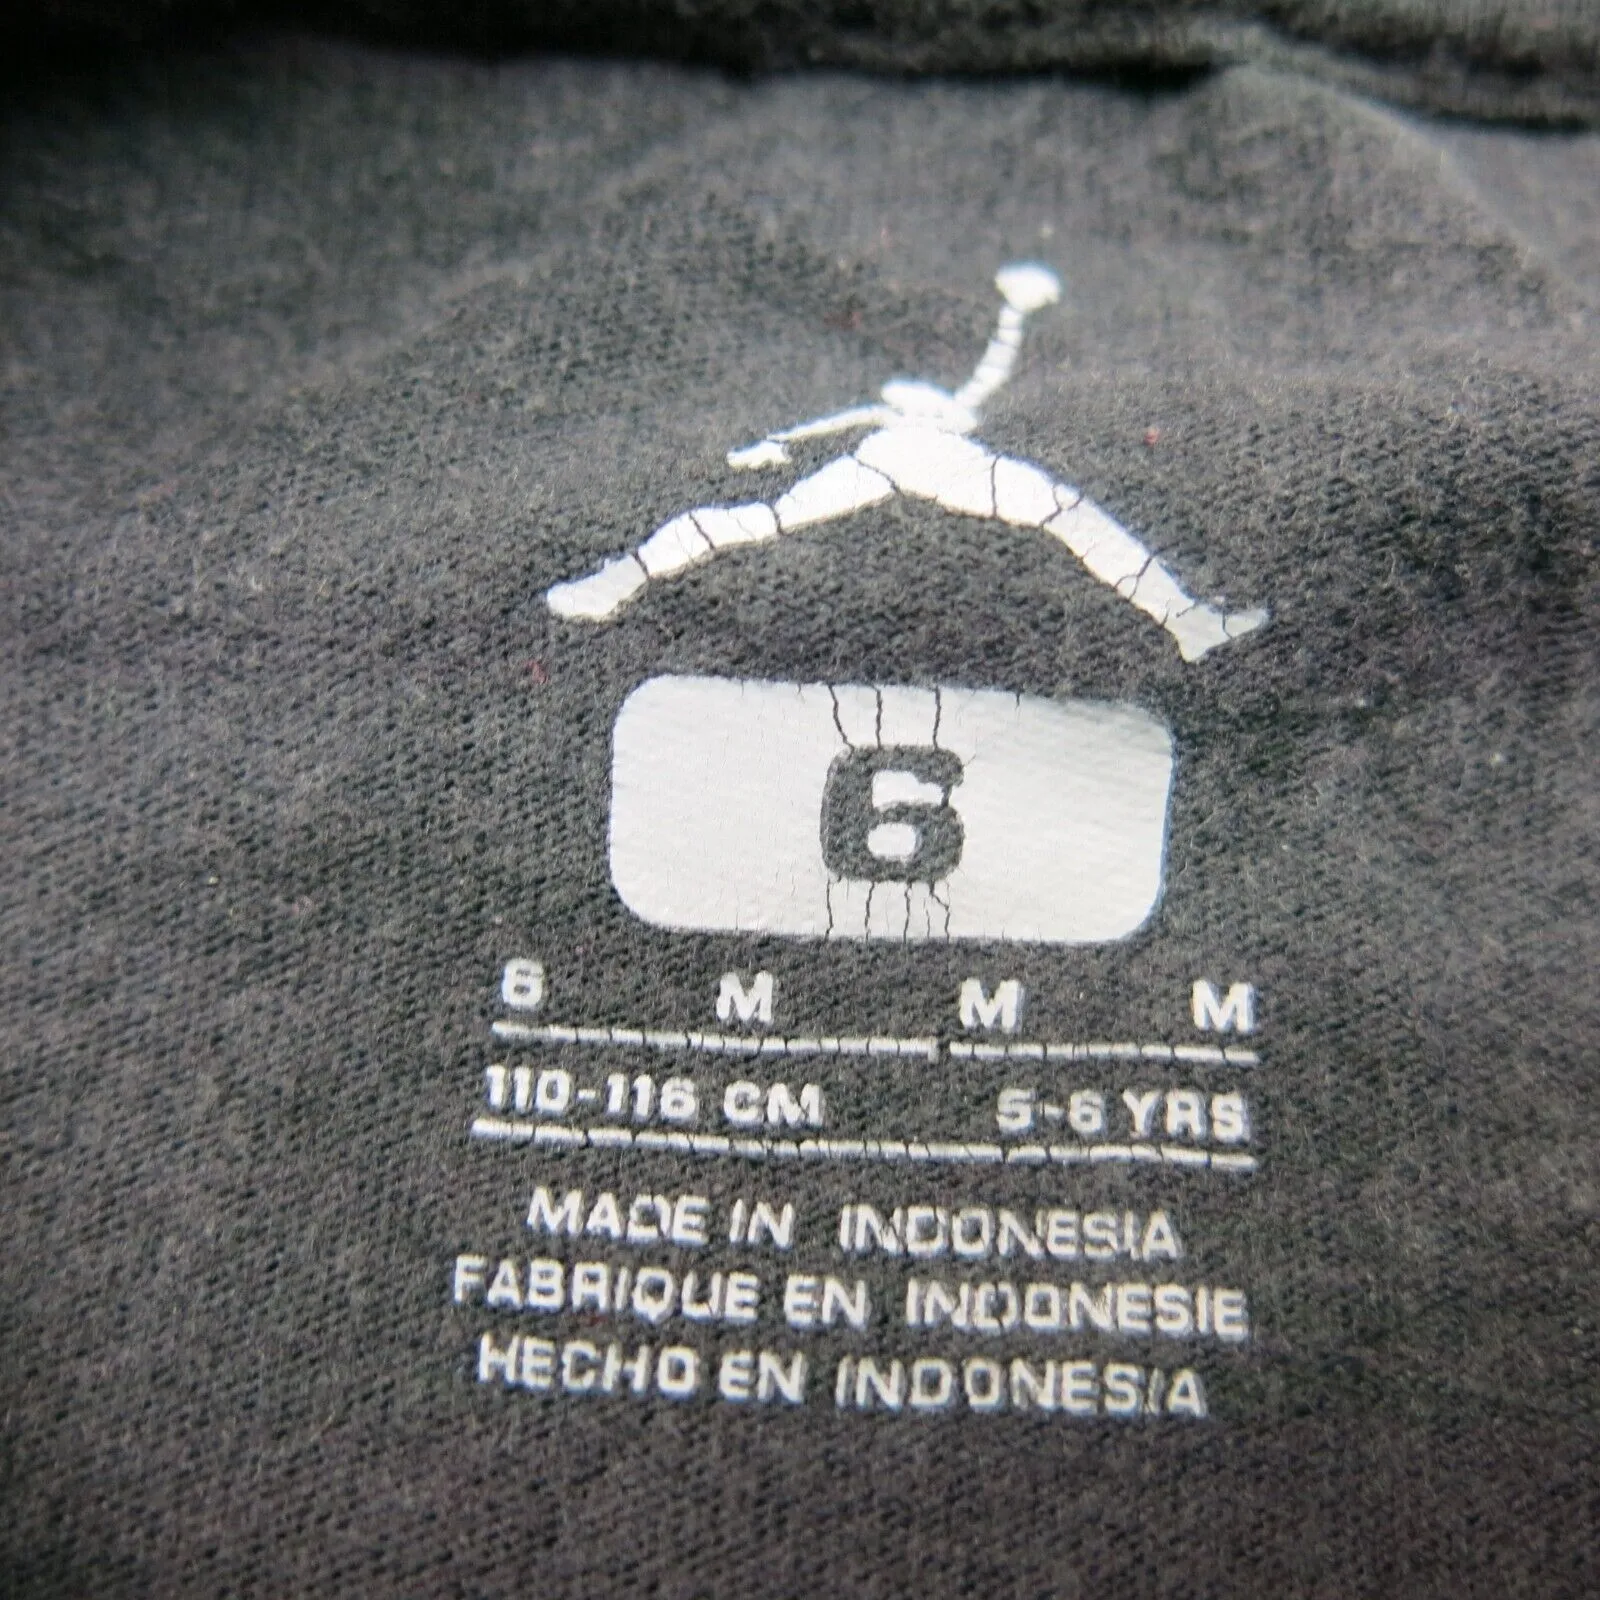 6
6 M M M
110-116 CM 5-6 YRS
MADE IN INDONESIA
FABRIQUE EN INDONESIE
HECHO EN INDONESIA